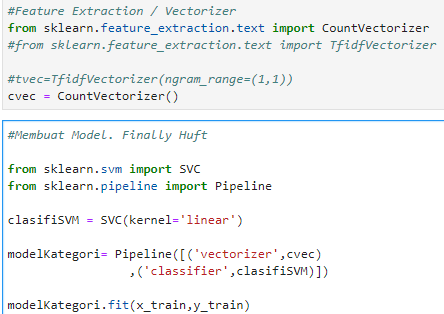 #Feature Extraction / Vectorizer
from sklearn.feature_extraction.text import CountVectorizer
#from sklearn.feature_extraction.text import TfidfVectorizer
#tvec=TfidfVectorizer(ngram_range=(1,1))
cvec = CountVectorizer()
#Membuat Model. Finally Huft
from sklearn.svm import SVC
from sklearn.pipeline import Pipeline
clasifiSVM = SVC(kernel='linear')
modelKategori= Pipeline([('vectorizer',cvec)
,('classifier',clasifiSVM)])
modelKategori.fit(x_train,y_train)